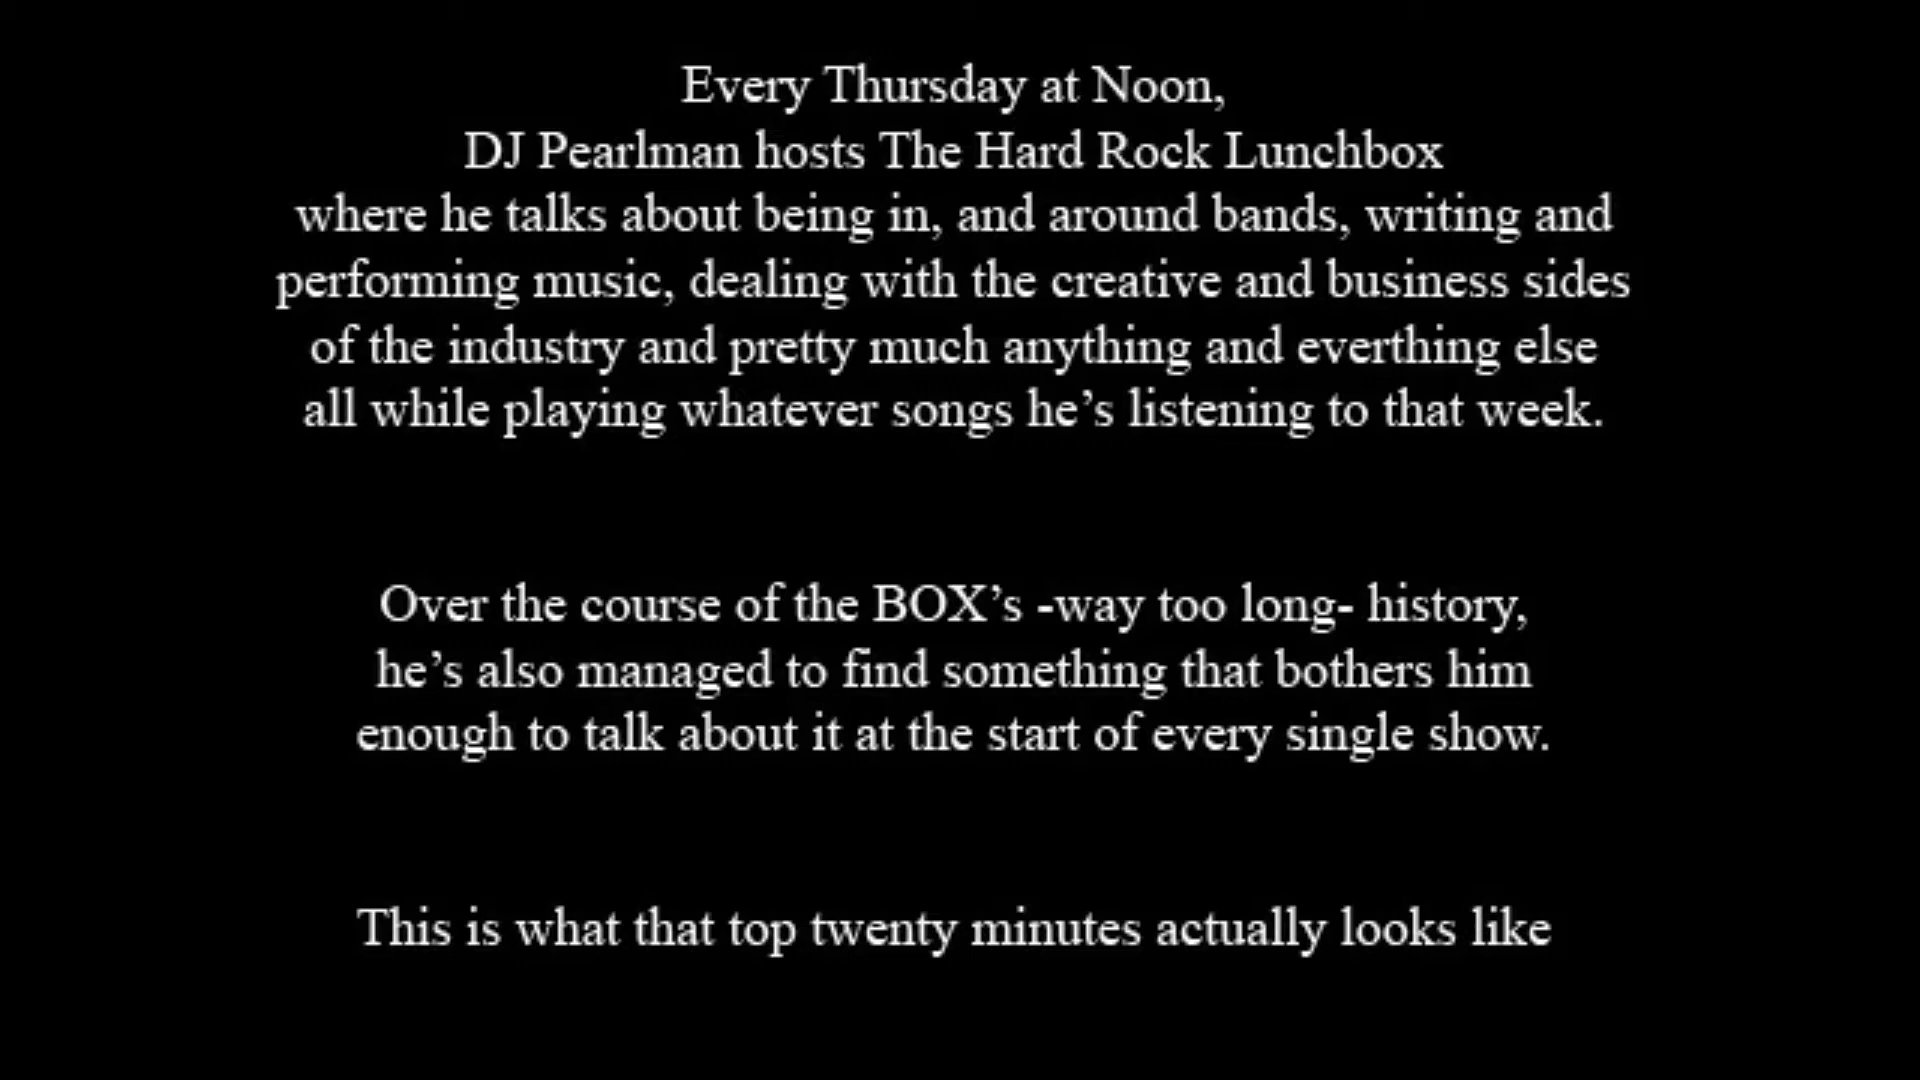 Every Thursday at Noon,
DJ Pearlman hosts The Hard Rock Lunchbox
where he talks about being in, and around bands, writing and
performing music, dealing with the creative and business sides
of the industry and pretty much anything and everthing else
all while playing whatever songs he’s listening to that week.
Over the course of the BOX’s -way too long- history,
he’s also managed to find something that bothers him
enough to talk about it at the start of every single show.
This is what that top twenty minutes actually looks like